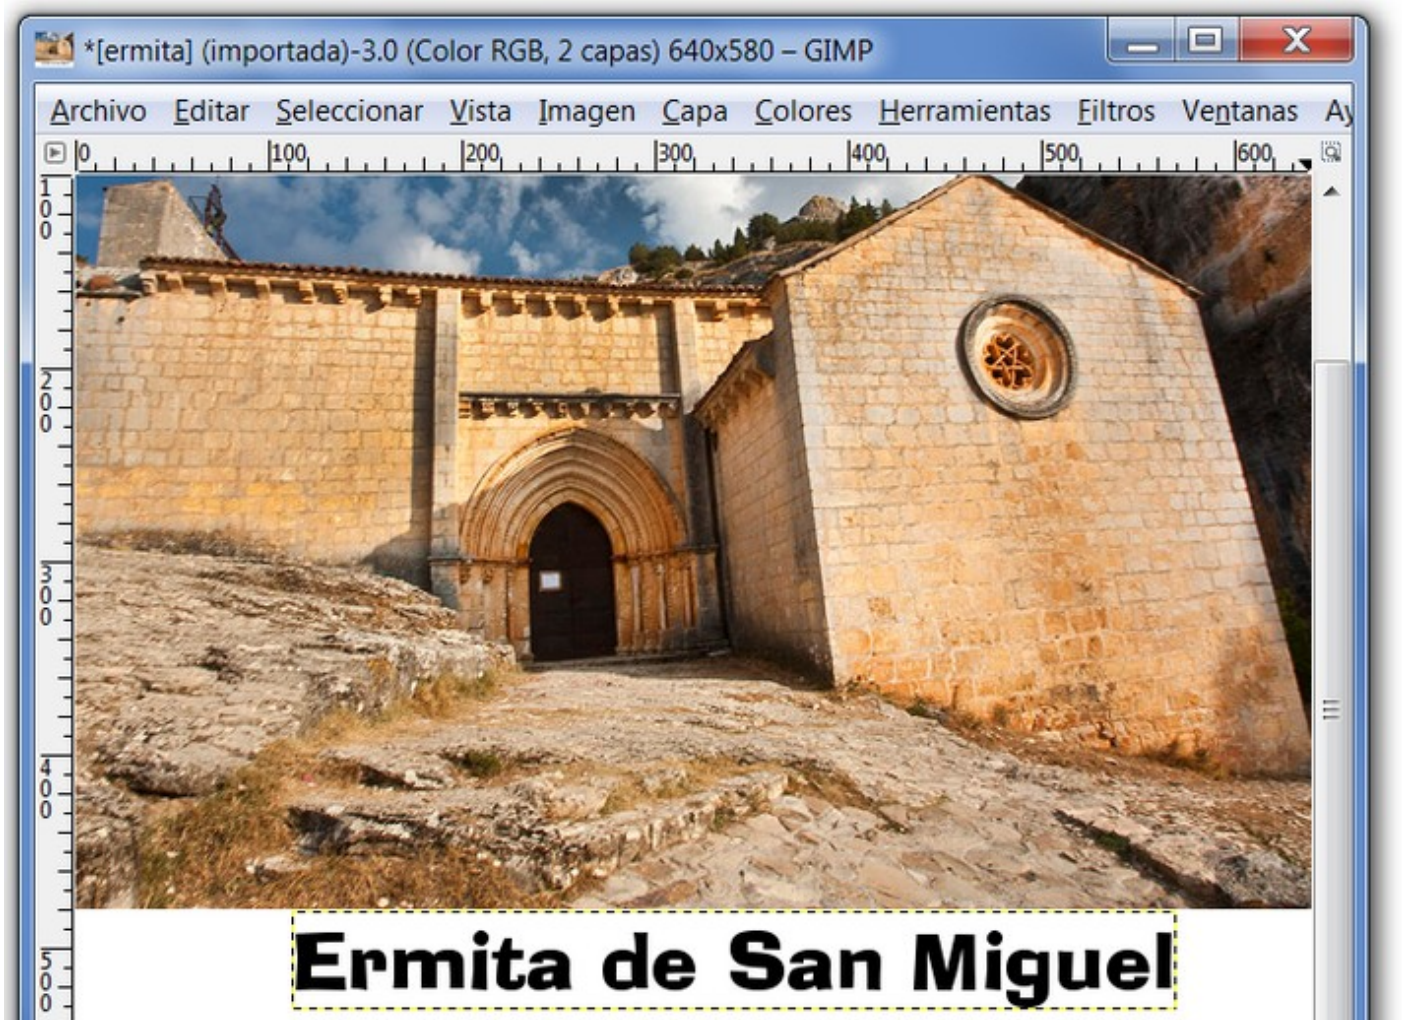 *[ermita] (importada)-3.0 (Color RGB, 2 capas) 640x580 – GIMP
Archivo Editar Seleccionar Vista Imagen Capa Colores Herramientas Filtros Ventanas Ay
0 100 200 300 400 500 600
100
200
300
400
500
Ermita de San Miguel